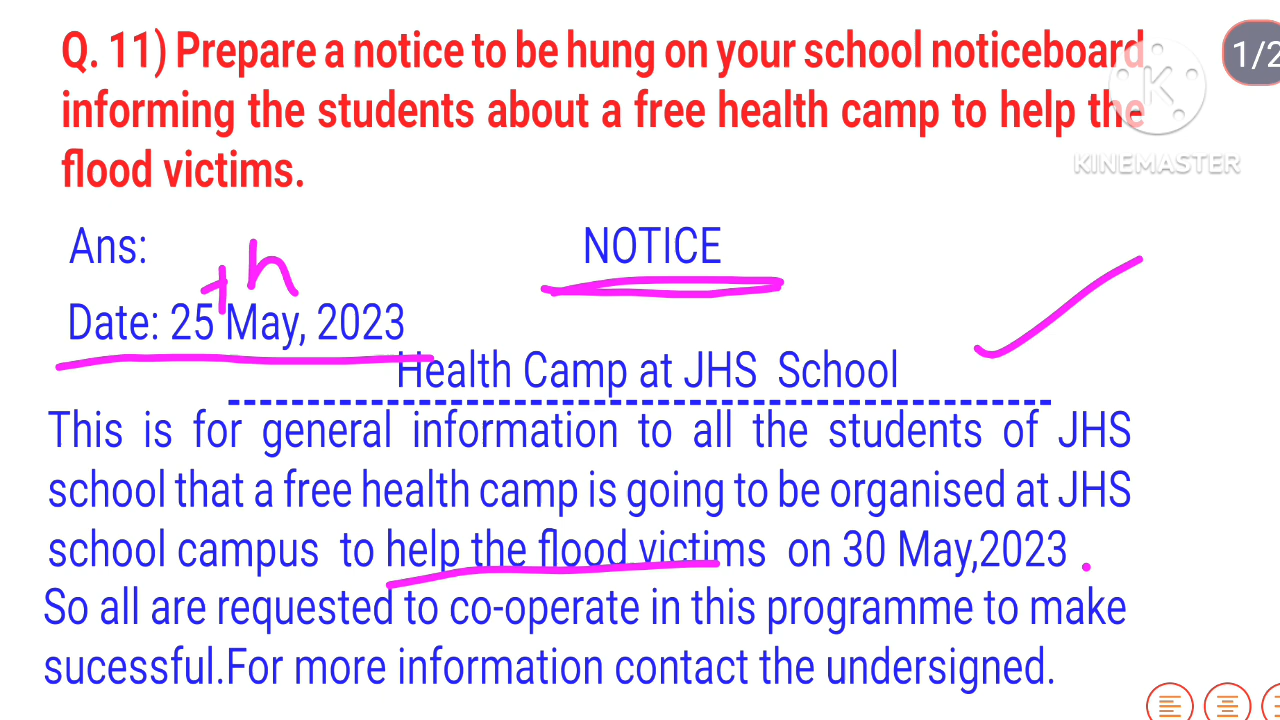 Q. 11) Prepare a notice to be hung on your school noticeboard
1/2
informing the students about a free health camp to help the
KINEMASTER
flood victims.
Ans:
NOTICE
th
Date: 25 May, 2023
Health Camp at JHS School
This is for general information to all the students of JHS
school that a free health camp is going to be organised at JHS
school campus to help the flood victims on 30 May,2023 .
So all are requested to co-operate in this programme to make
sucessful.For more information contact the undersigned.